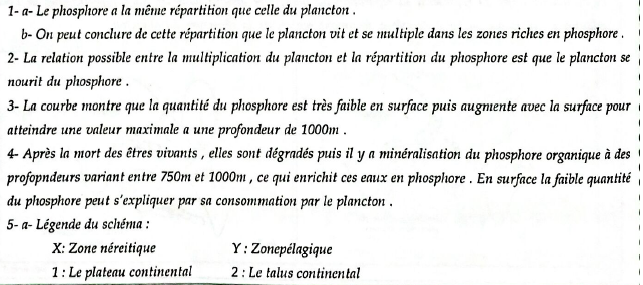 1- a- Le phosphore a la même répartition que celle du plancton .
b- On peut conclure de cette répartition que le plancton vit et se multiple dans les zones riches en phosphore .
2- La relation possible entre la multiplication du plancton et la répartition du phosphore est que le plancton se
nourit du phosphore .
3- La courbe montre que la quantité du phosphore est très faible en surface puis augmente avec la surface pour
atteindre une valeur maximale a une profondeur de 1000m .
4- Après la mort des êtres vivants , elles sont dégradés puis il y a minéralisation du phosphore organique à des
profopndeurs variant entre 750m et 1000m , ce qui enrichit ces eaux en phosphore . En surface la faible quantité
du phosphore peut s'expliquer par sa consommation par le plancton .
5- a- Légende du schéma :
X: Zone néreitique Y : Zonepélagique
1 : Le plateau continental 2 : Le talus continental